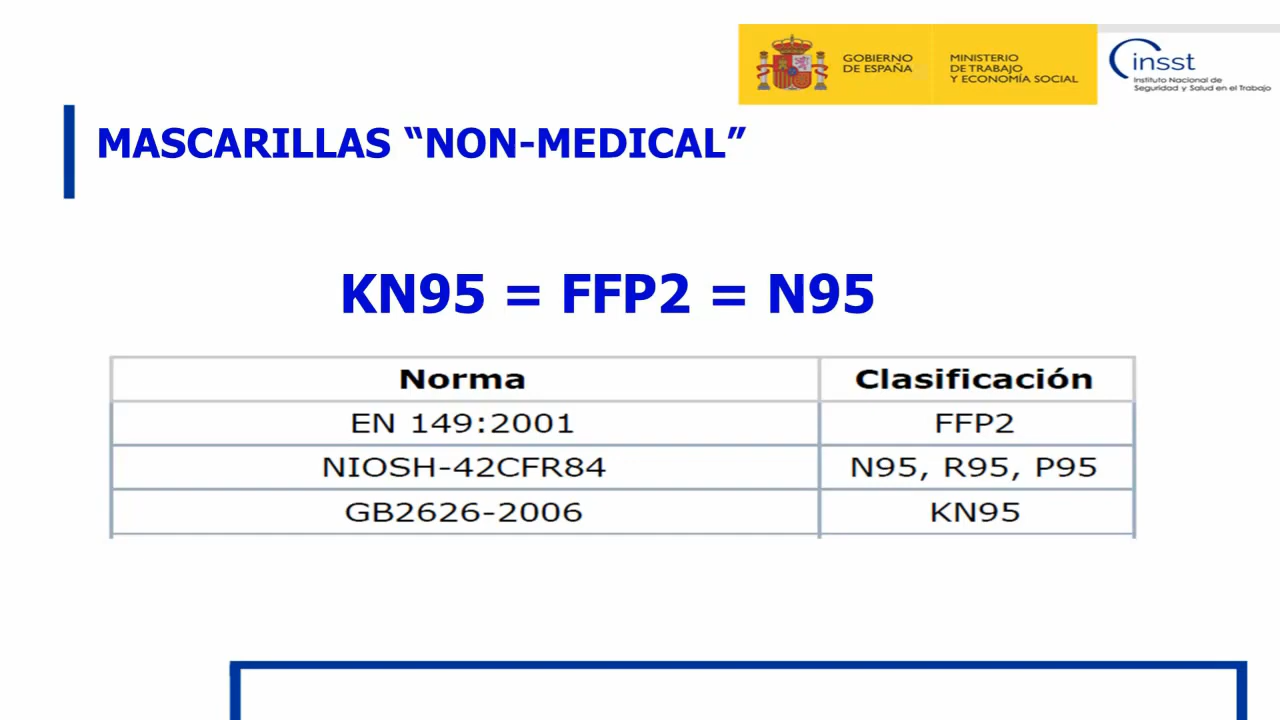 GOBIERNO
DE ESPAÑA
MINISTERIO
DE TRABAJO
Y ECONOMÍA SOCIAL
insst
Instituto Nacional de
Seguridad y Salud en el Trabajo
MASCARILLAS “NON-MEDICAL”
KN95 = FFP2 = N95
Norma Clasificación
EN 149:2001 FFP2
NIOSH-42CFR84 N95, R95, P95
GB2626-2006 KN95